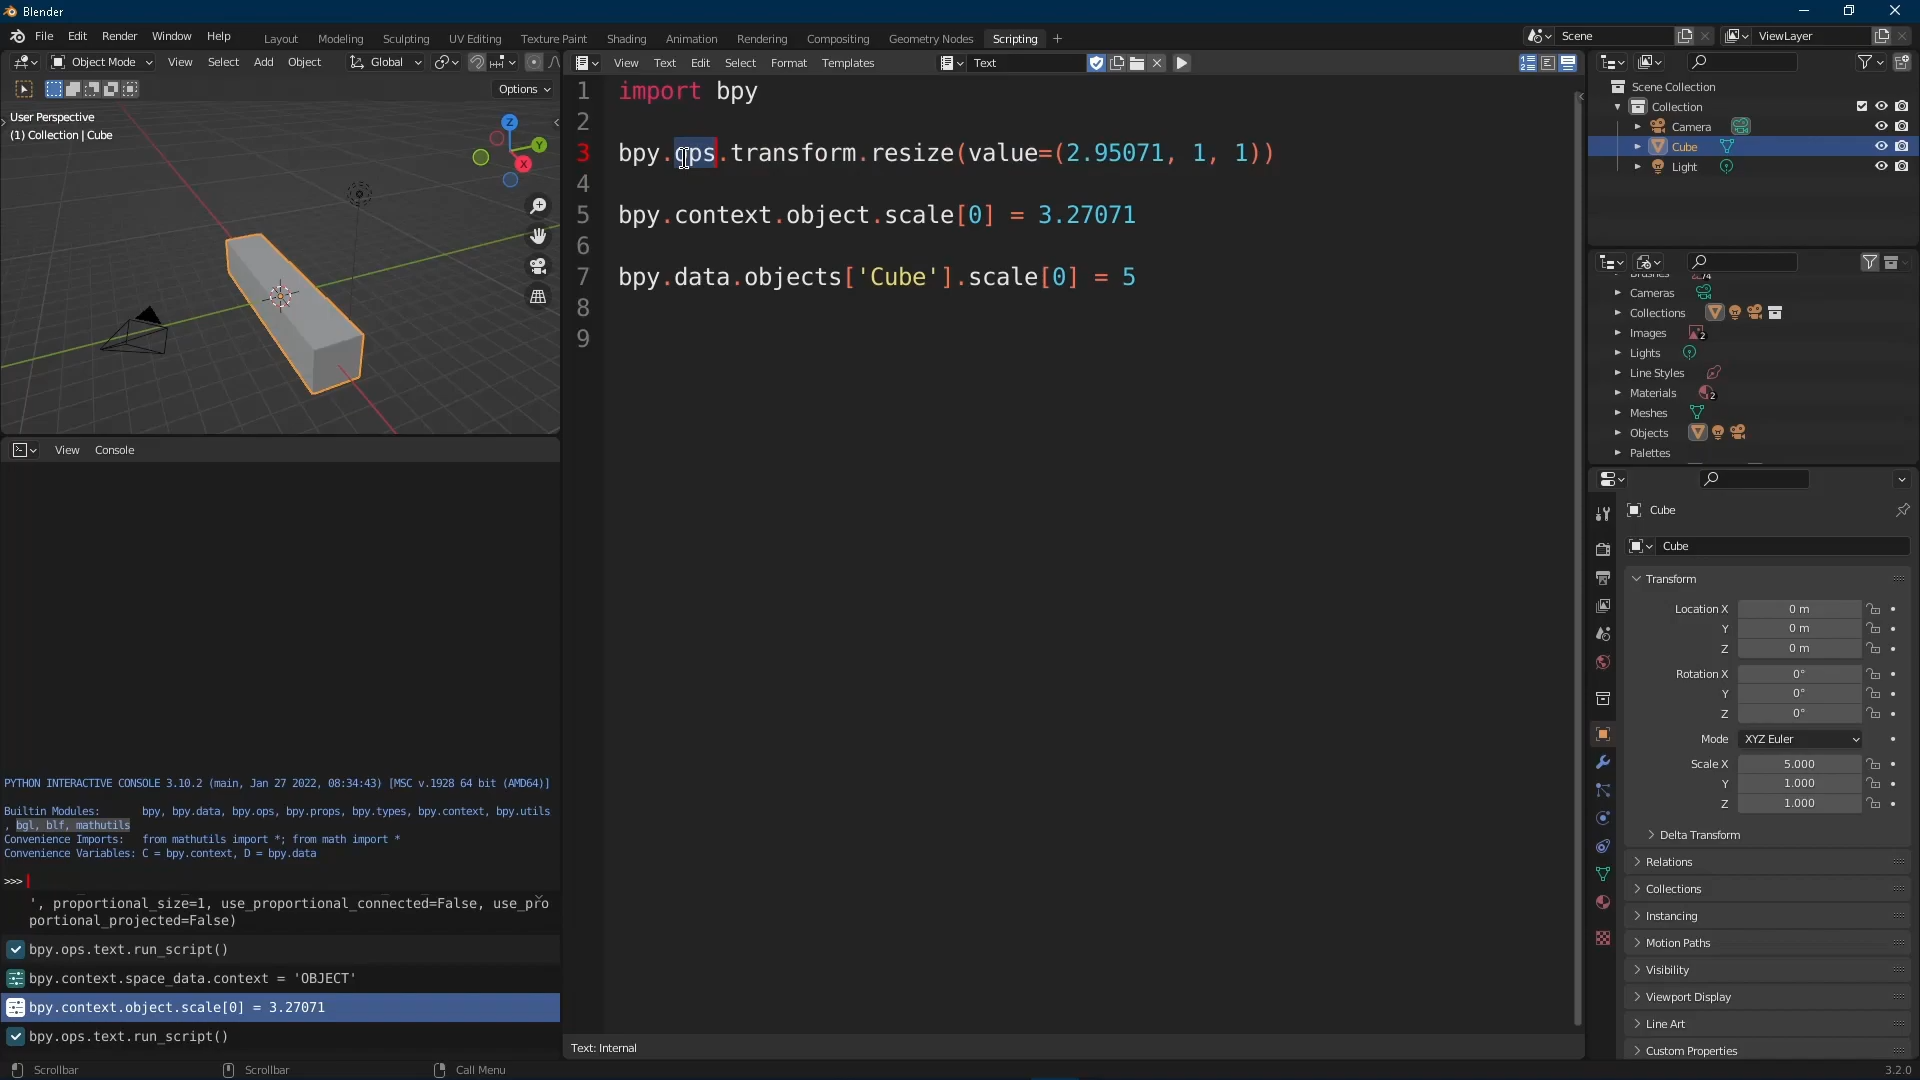 Blender
File Edit Render Window Help
Layout Modeling Sculpting UV Editing Texture Paint Shading Animation Rendering Compositing Geometry Nodes Scripting
Scene
ViewLayer
Object Mode View Select Add Object Global
Options
User Perspective
(1) Collection | Cube
Z
Y
X
View Text Edit Select Format Templates
Text
1 import bpy
2
3 bpy.ops.transform.resize(value=(2.95071, 1, 1))
4
5 bpy.context.object.scale[0] = 3.27071
6
7 bpy.data.objects['Cube'].scale[0] = 5
8
9
Text: Internal
View Console
PYTHON INTERACTIVE CONSOLE 3.10.2 (main, Jan 27 2022, 08:34:43) [MSC v.1928 64 bit (AMD64)]
Builtin Modules: bpy, bpy.data, bpy.ops, bpy.props, bpy.types, bpy.context, bpy.utils
, bgl, blf, mathutils
Convenience Imports: from mathutils import *; from math import *
Convenience Variables: C = bpy.context, D = bpy.data
>>>
', proportional_size=1, use_proportional_connected=False, use_pro
portional_projected=False)
bpy.ops.text.run_script()
bpy.context.space_data.context = 'OBJECT'
bpy.context.object.scale[0] = 3.27071
bpy.ops.text.run_script()
Scene Collection
Collection
Camera
Cube
Light
Brushes
Cameras
Collections
Images 2
Lights
Line Styles
Materials 2
Meshes
Objects
Palettes
Cube
Cube
Transform
Location X 0 m
Y 0 m
Z 0 m
Rotation X 0°
Y 0°
Z 0°
Mode XYZ Euler
Scale X 5.000
Y 1.000
Z 1.000
Delta Transform
Relations
Collections
Instancing
Motion Paths
Visibility
Viewport Display
Line Art
Custom Properties
Scrollbar
Scrollbar
Call Menu
3.2.0